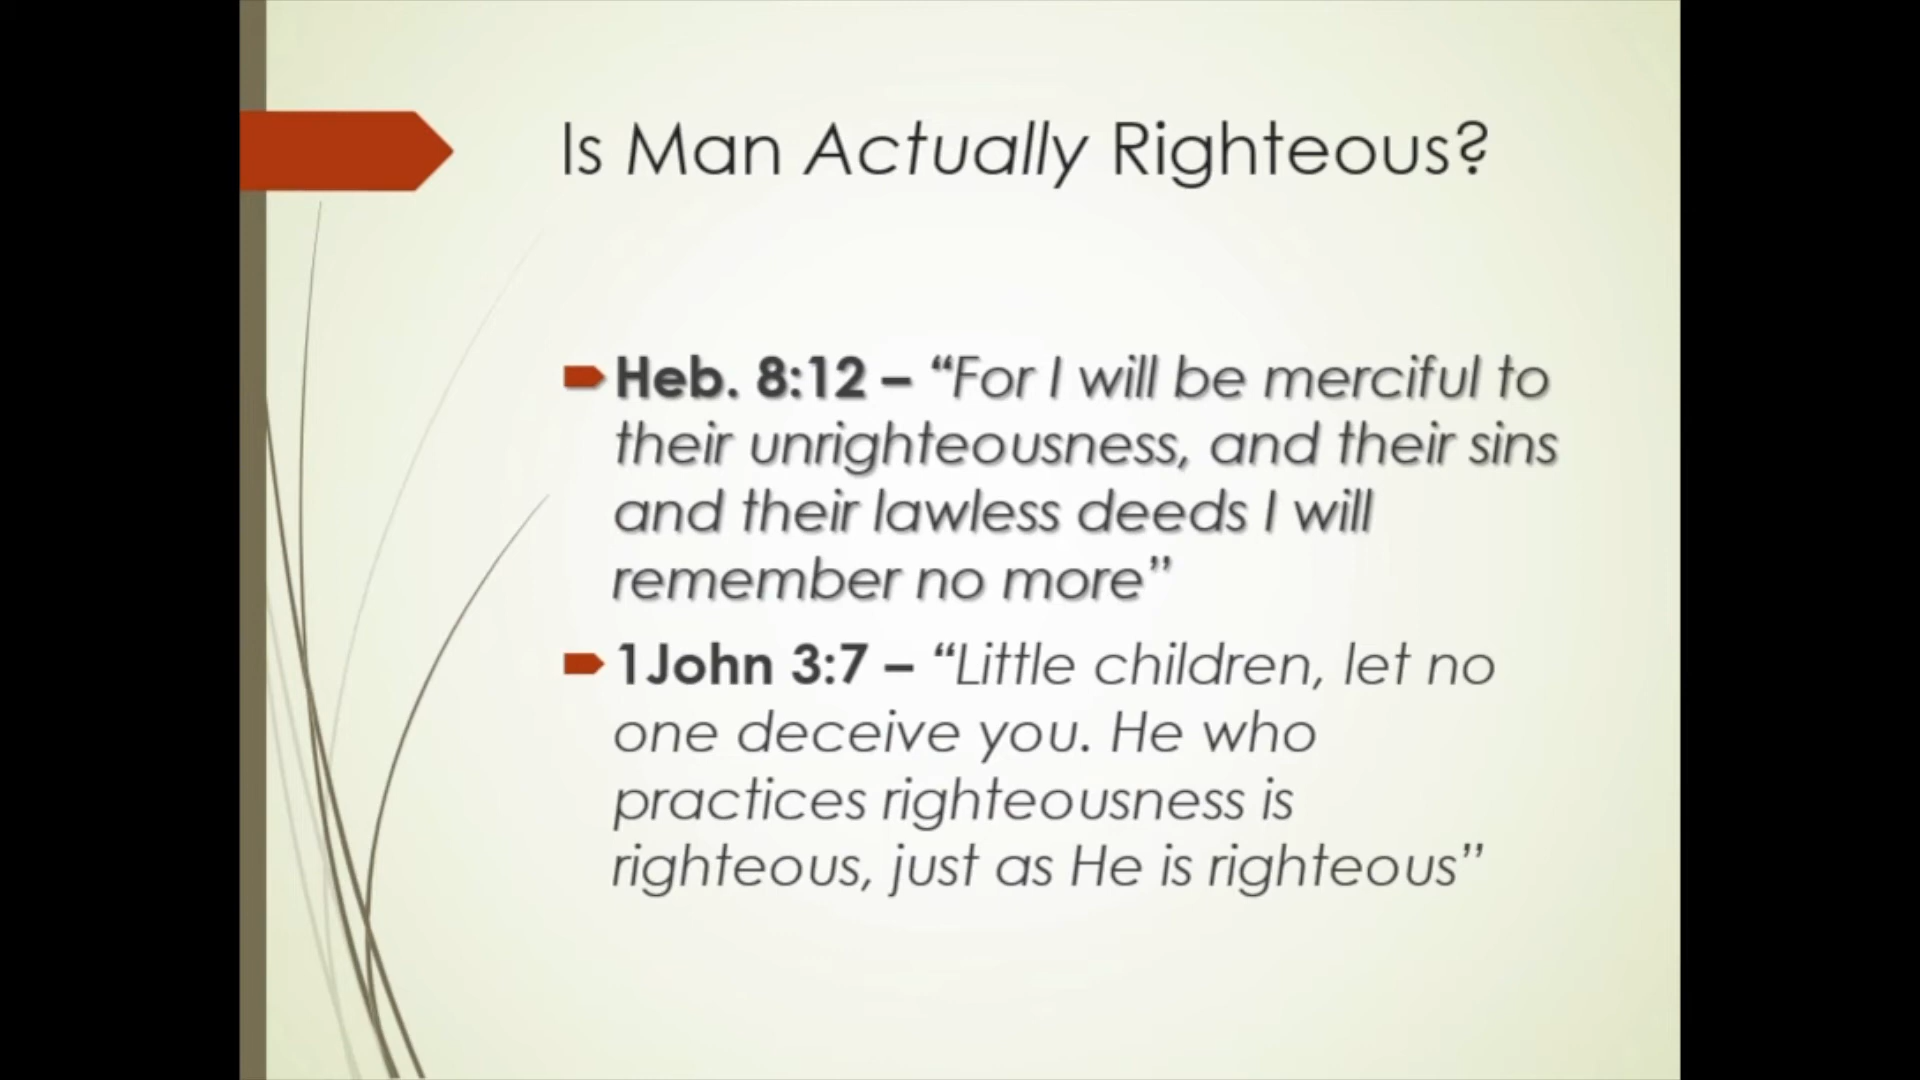 Is Man Actually Righteous?
Heb. 8:12 – “For I will be merciful to
their unrighteousness, and their sins
and their lawless deeds I will
remember no more”
1John 3:7 – “Little children, let no
one deceive you. He who
practices righteousness is
righteous, just as He is righteous”